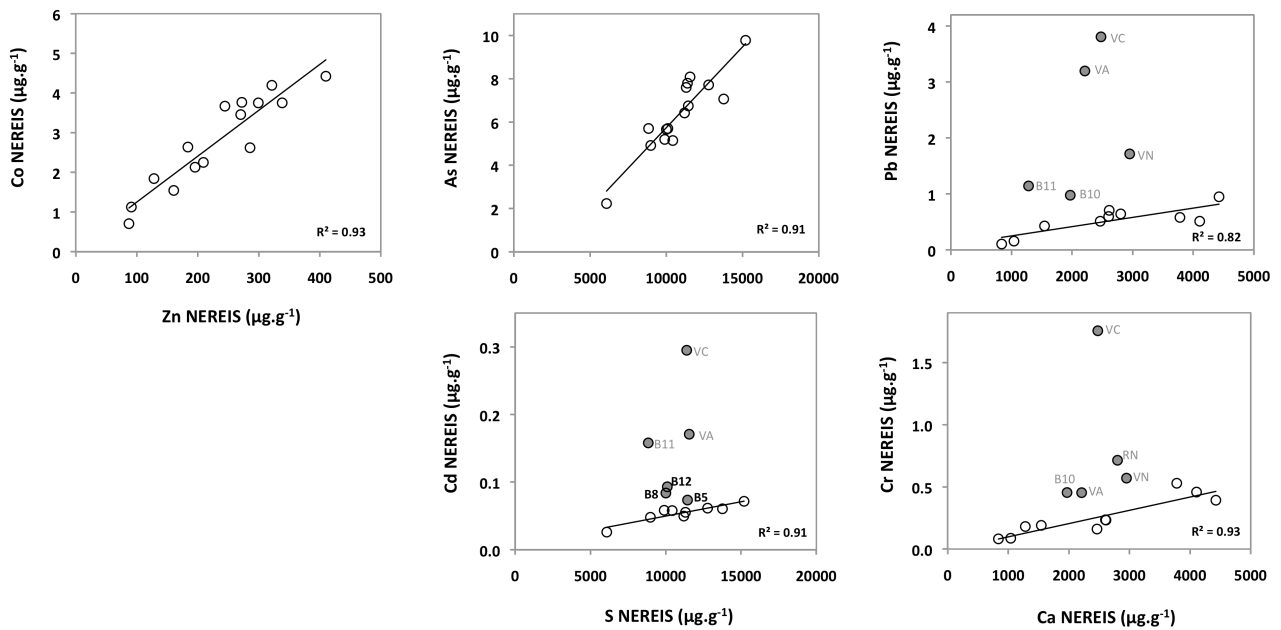 Co NEREIS (µg.g-1)
6
5
4
3
2
1
0
R² = 0.93
0 100 200 300 400 500
Zn NEREIS (µg.g-1)
As NEREIS (µg.g-1)
10
8
6
4
2
0
R² = 0.91
0 5000 10000 15000 20000
Pb NEREIS (µg.g-1)
4
3
2
1
0
VC
VA
VN
B11
B10
R² = 0.82
0 1000 2000 3000 4000 5000
Cd NEREIS (µg.g-1)
0.3
0.2
0.1
0.0
VC
VA
B11
B12
B8
B5
R² = 0.91
0 5000 10000 15000 20000
S NEREIS (µg.g-1)
Cr NEREIS (µg.g-1)
1.5
1.0
0.5
0.0
VC
RN
B10
VN
VA
R² = 0.93
0 1000 2000 3000 4000 5000
Ca NEREIS (µg.g-1)